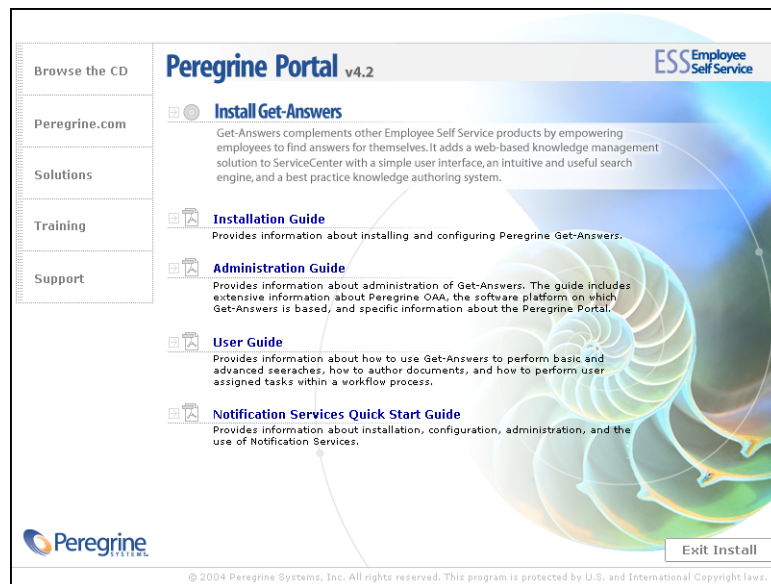 Browse the CD
Peregrine.com
Solutions
Training
Support
Peregrine Portal v4.2
ESS Employee
Self Service
Install Get-Answers
Get-Answers complements other Employee Self Service products by empowering
employees to find answers for themselves. It adds a web-based knowledge management
solution to ServiceCenter with a simple user interface, an intuitive and useful search
engine, and a best practice knowledge authoring system.
Installation Guide
Provides information about installing and configuring Peregrine Get-Answers.
Administration Guide
Provides information about administration of Get-Answers. The guide includes
extensive information about Peregrine OAA, the software platform on which
Get-Answers is based, and specific information about the Peregrine Portal.
User Guide
Provides information about how to use Get-Answers to perform basic and
advanced seeraches, how to author documents, and how to perform user
assigned tasks within a workflow process.
Notification Services Quick Start Guide
Provides information about installation, configuration, administration, and the
use of Notification Services.
Peregrine
SYSTEMS
Exit Install
© 2004 Peregrine Systems, Inc. All rights reserved. This program is protected by U.S. and International Copyright laws.